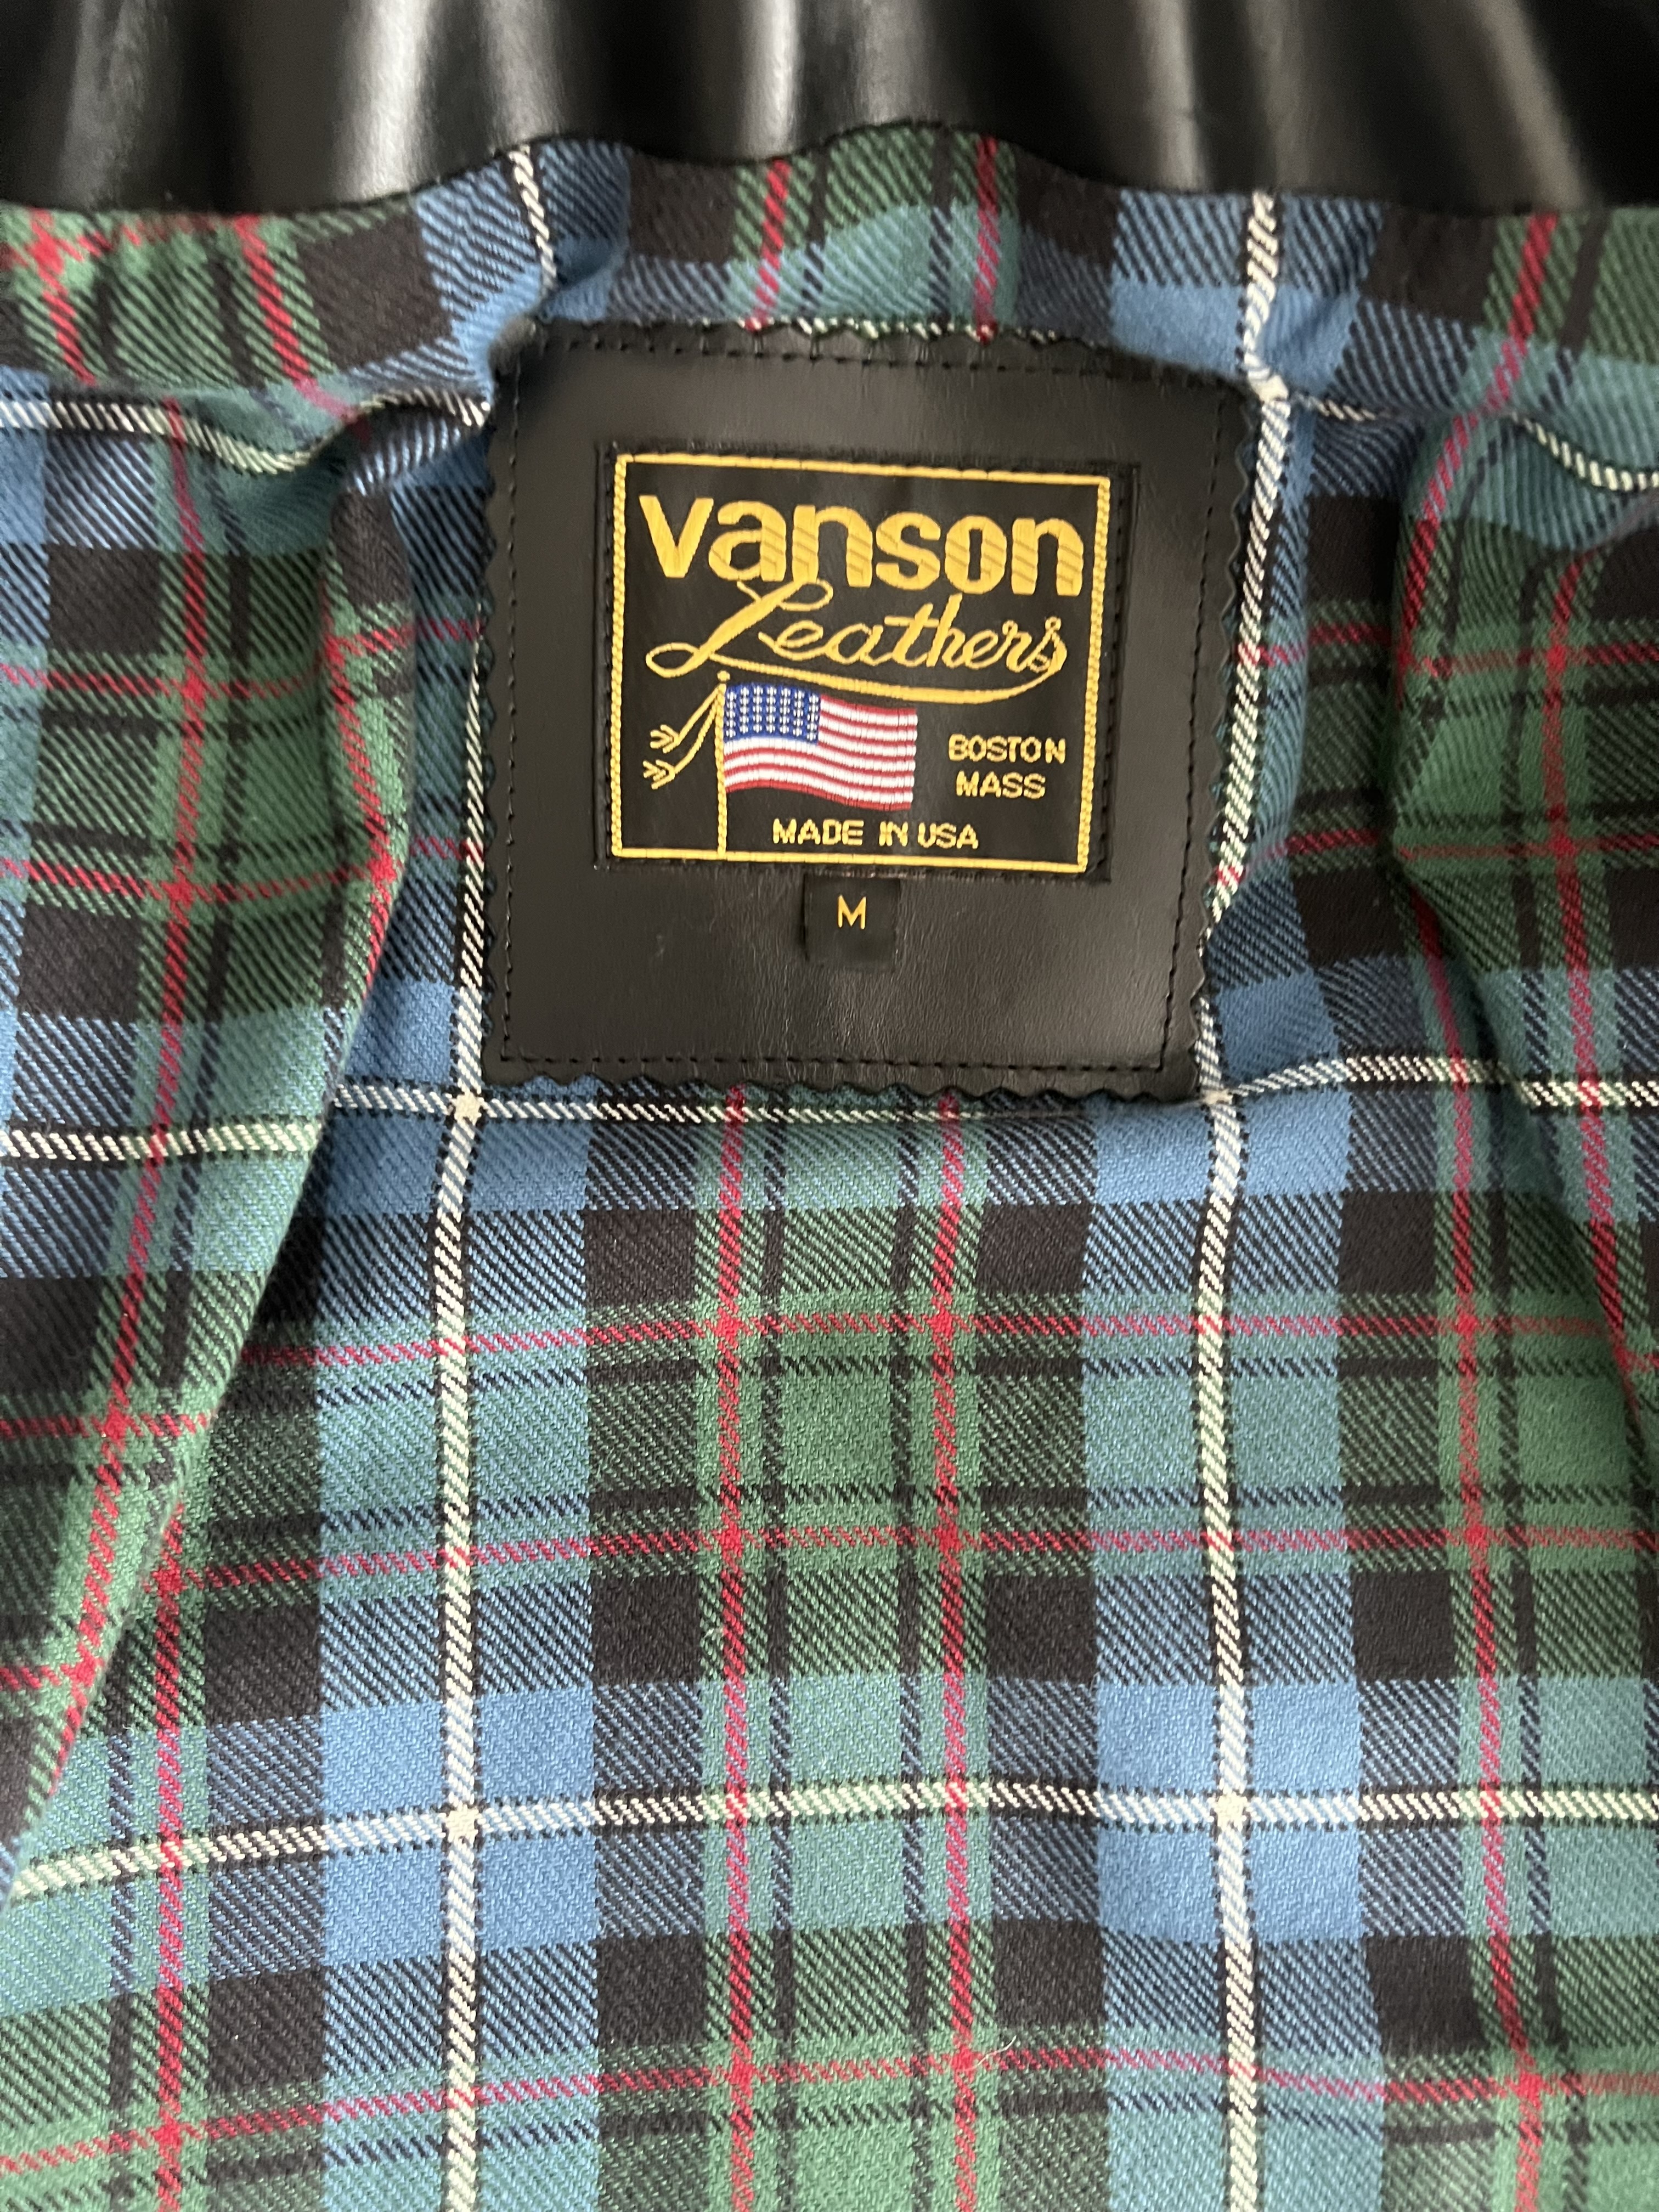 vanson
Leathers
BOSTON
MASS
MADE IN USA
M